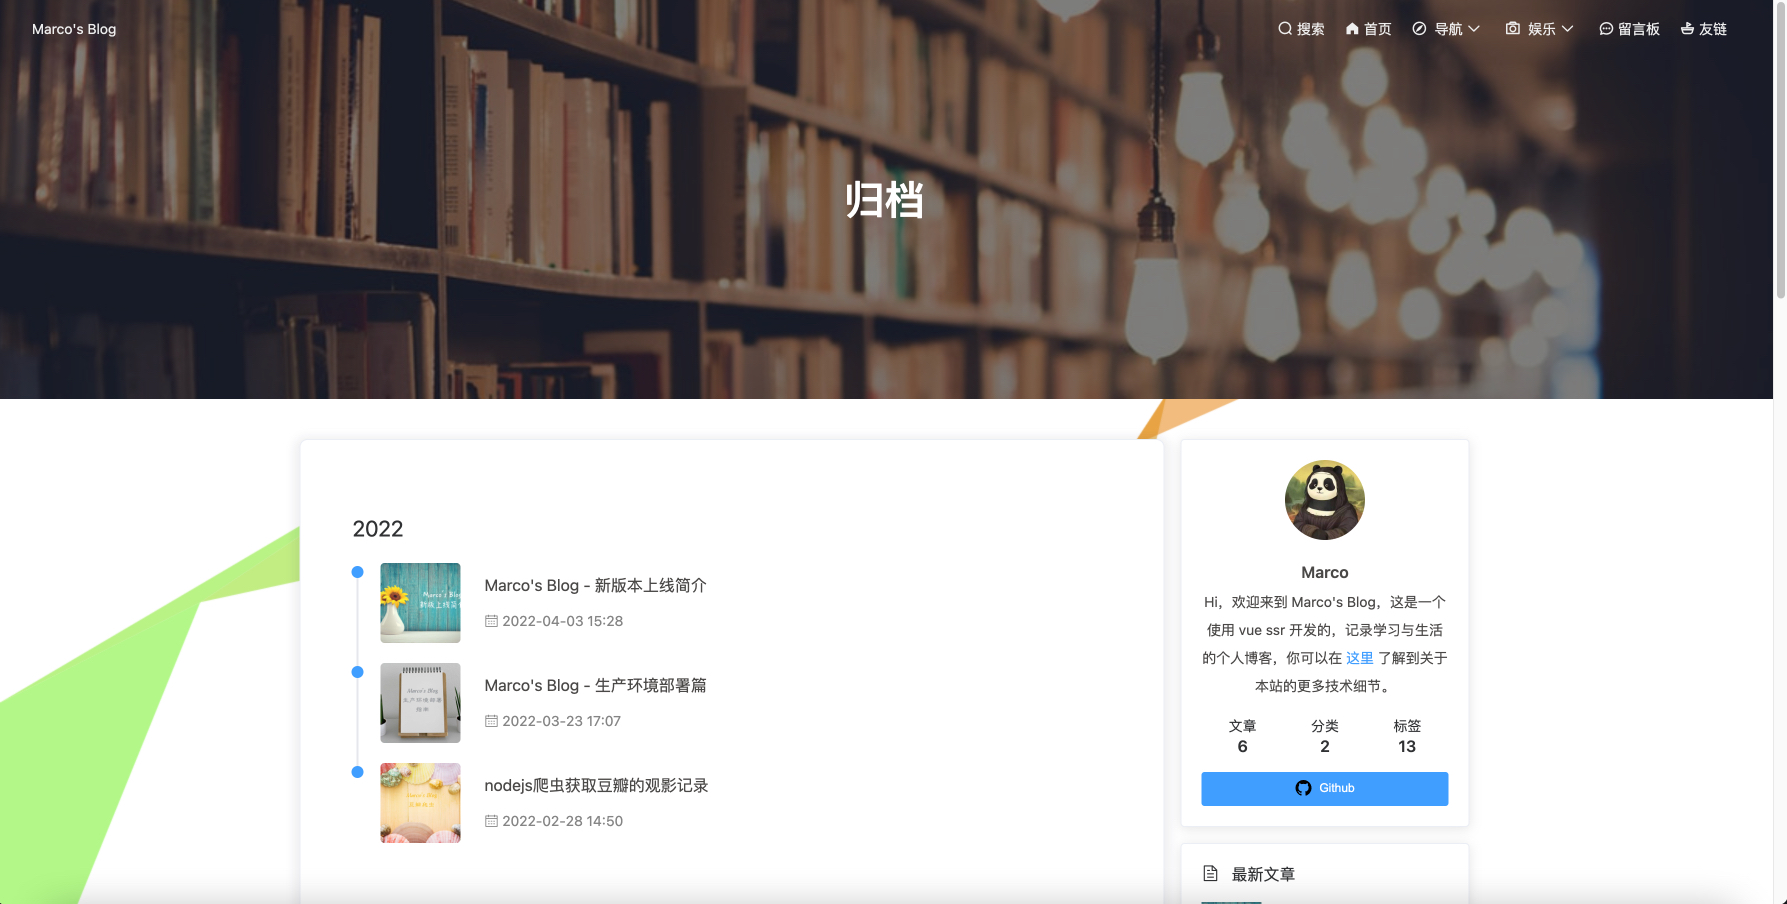 Marco's Blog
搜索 首页 导航 娱乐 留言板 友链
归档
2022
Marco's Blog - 新版本上线简介
2022-04-03 15:28
Marco's Blog - 生产环境部署篇
2022-03-23 17:07
nodejs爬虫获取豆瓣的观影记录
2022-02-28 14:50
Marco
Hi，欢迎来到 Marco's Blog，这是一个
使用 vue ssr 开发的，记录学习与生活
的个人博客，你可以在 这里 了解到关于
本站的更多技术细节。
文章 分类 标签
6 2 13
Github
最新文章